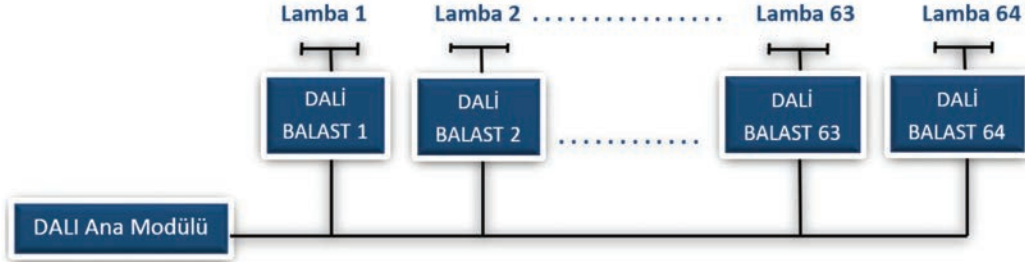 Lamba 1
Lamba 2 . . . . . . . . . . . . . . . . . Lamba 63
Lamba 64
DALİ
BALAST 1
DALİ
BALAST 2
. . . . . . . . . . . . .
DALİ
BALAST 63
DALİ
BALAST 64
DALI Ana Modülü